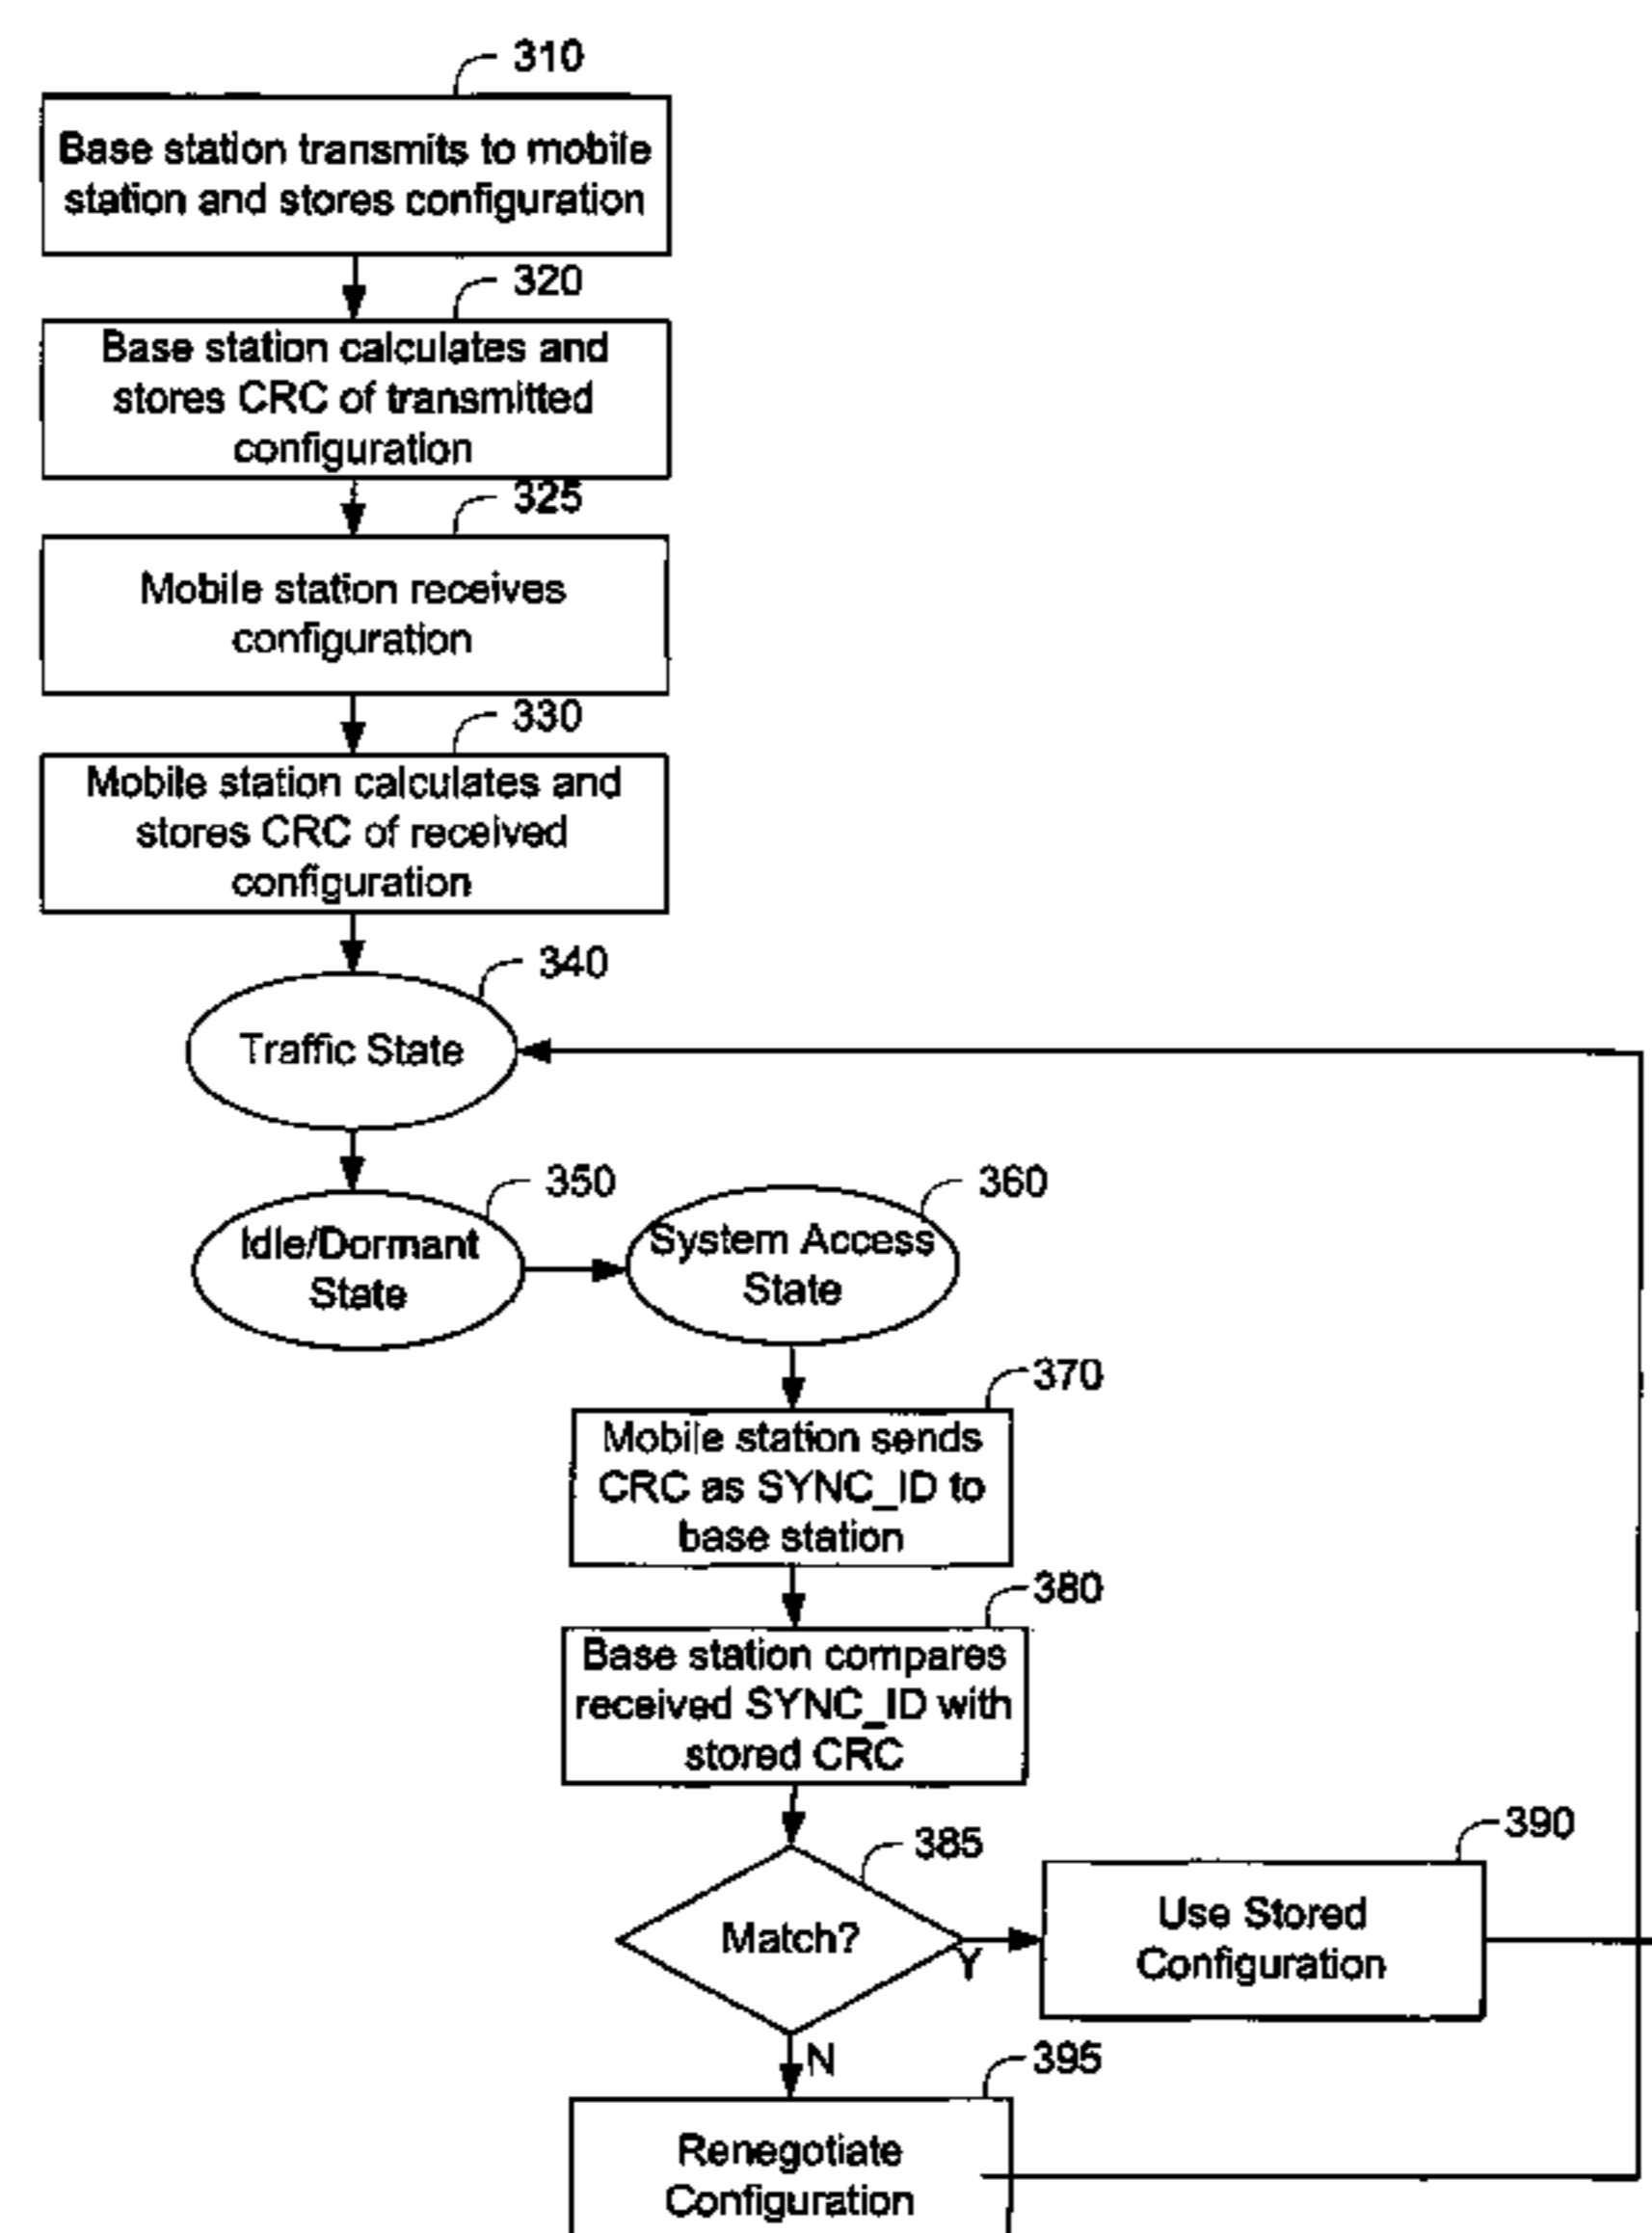 310
Base station transmits to mobile
station and stores configuration
320
Base station calculates and
stores CRC of transmitted
configuration
325
Mobile station receives
configuration
330
Mobile station calculates and
stores CRC of received
configuration
340
Traffic State
350
Idle/Dormant
State
360
System Access
State
370
Mobile station sends
CRC as SYNC_ID to
base station
380
Base station compares
received SYNC_ID with
stored CRC
385
Match?
Y
390
Use Stored
Configuration
N
395
Renegotiate
Configuration